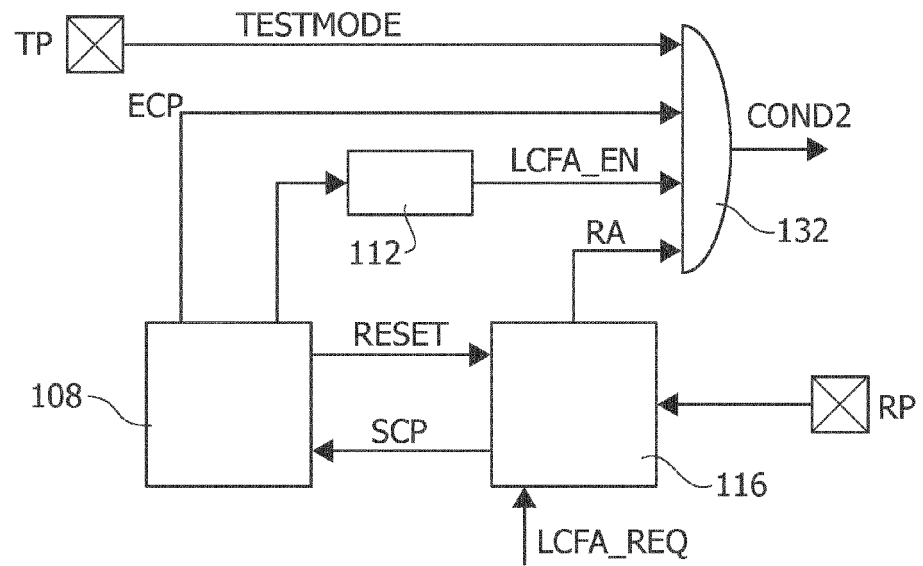 TP
TESTMODE
ECP
COND2
LCFA_EN
112
RA
132
RESET
108
RP
SCP
116
LCFA_REQ